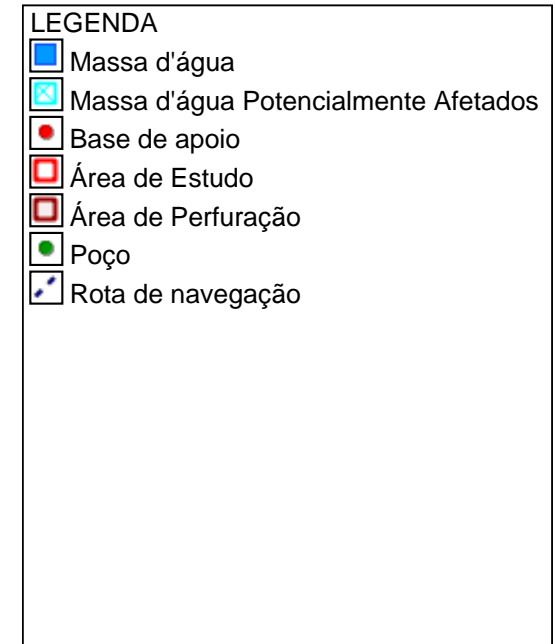 LEGENDA
Massa d'água
Massa d'água Potencialmente Afetados
Base de apoio
Área de Estudo
Área de Perfuração
Poço
Rota de navegação